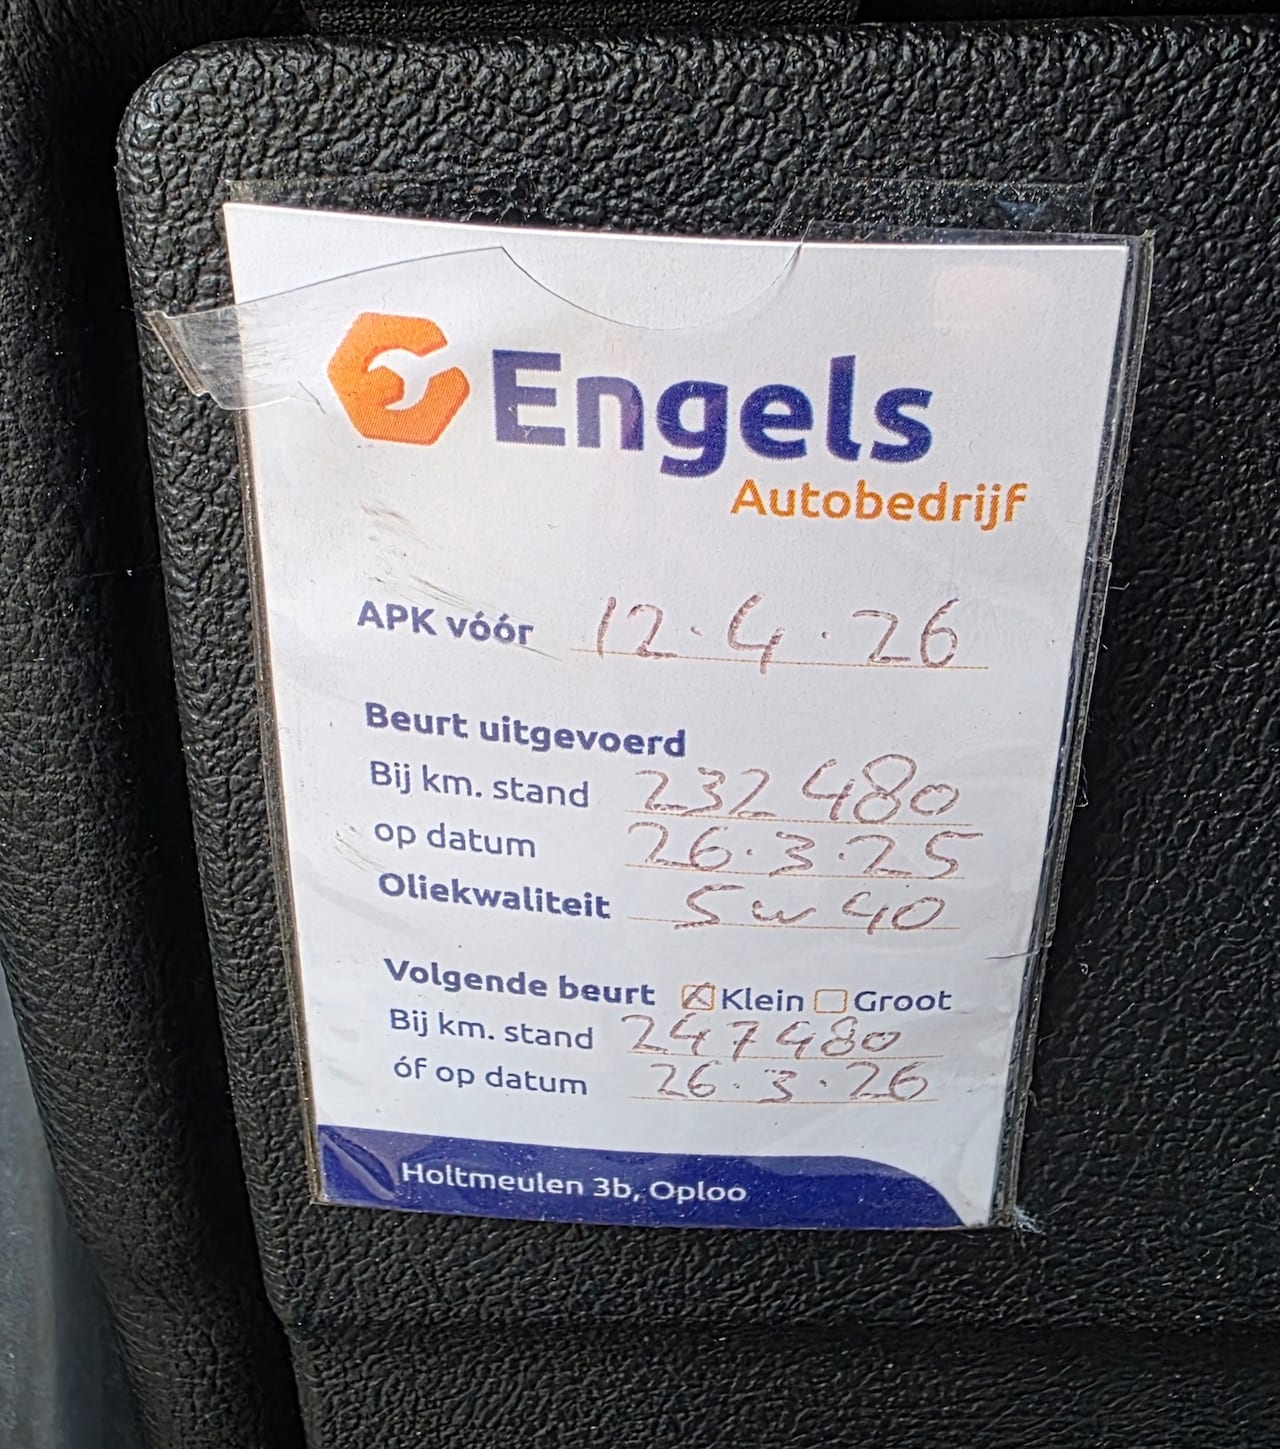 Engels
Autobedrijf
APK vóór 12.4.26
Beurt uitgevoerd
Bij km. stand 232480
op datum 26.3.25
Oliekwaliteit 5w40
Volgende beurt ☒ Klein ☐ Groot
Bij km. stand 247480
óf op datum 26.3.26
Holtmeulen 3b, Oploo